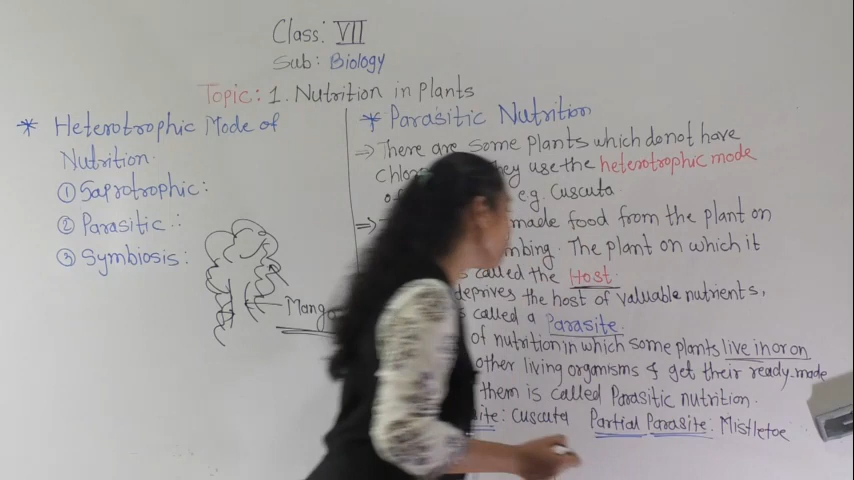 Class: VII
Sub: Biology
Topic: 1. Nutrition in plants
* Heterotrophic Mode of
Nutrition.
① Saprotrophic:
② Parasitic :
③ Symbiosis:
Mango
* Parasitic Nutrition
⇒ There are some plants which donot have
use the heterotrophic mode
e.g. Cuscuta
⇒ made food from the plant on
The plant on which it
called the Host.
deprives the host of valuable nutrients,
called a Parasite.
of nutrition in which some plants live in or on
other living organisms & get their ready-made
them is called Parasitic nutrition.
: Cuscuta Partial Parasite: Mistletoe